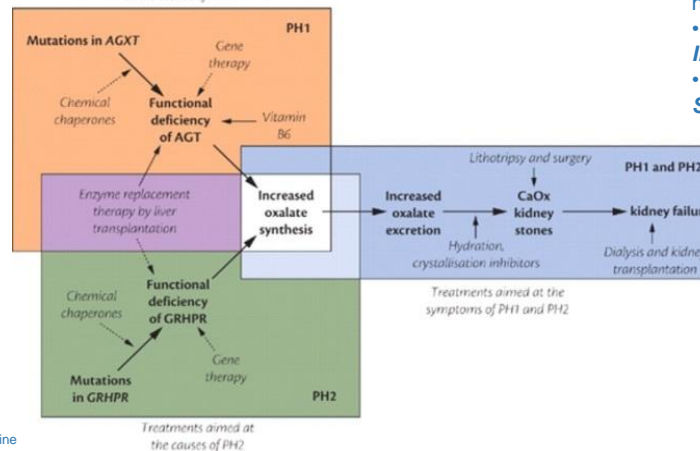 PH1
Mutations in AGXT
Gene
therapy
Chemical
chaperones
Functional
deficiency
of AGT
Vitamin
B6
Enzyme replacement
therapy by liver
transplantation
Increased
oxalate
synthesis
Lithotripsy and surgery
PH1 and PH2
Increased
oxalate
excretion
CaOx
kidney
stones
kidney failur
Hydration,
crystallisation inhibitors
Dialysis and kidne
transplantation
Treatments aimed at the
symptoms of PH1 and PH2
Functional
deficiency
of GRHPR
Chemical
chaperones
Gene
therapy
Mutations
in GRHPR
PH2
Treatments aimed at
the causes of PH2
ine